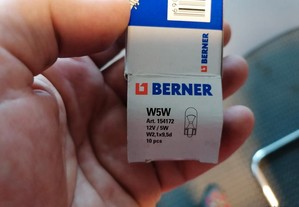 BERNER
W5W
Art. 154172
12V / 5W
W2,1x9,5d
10 pcs